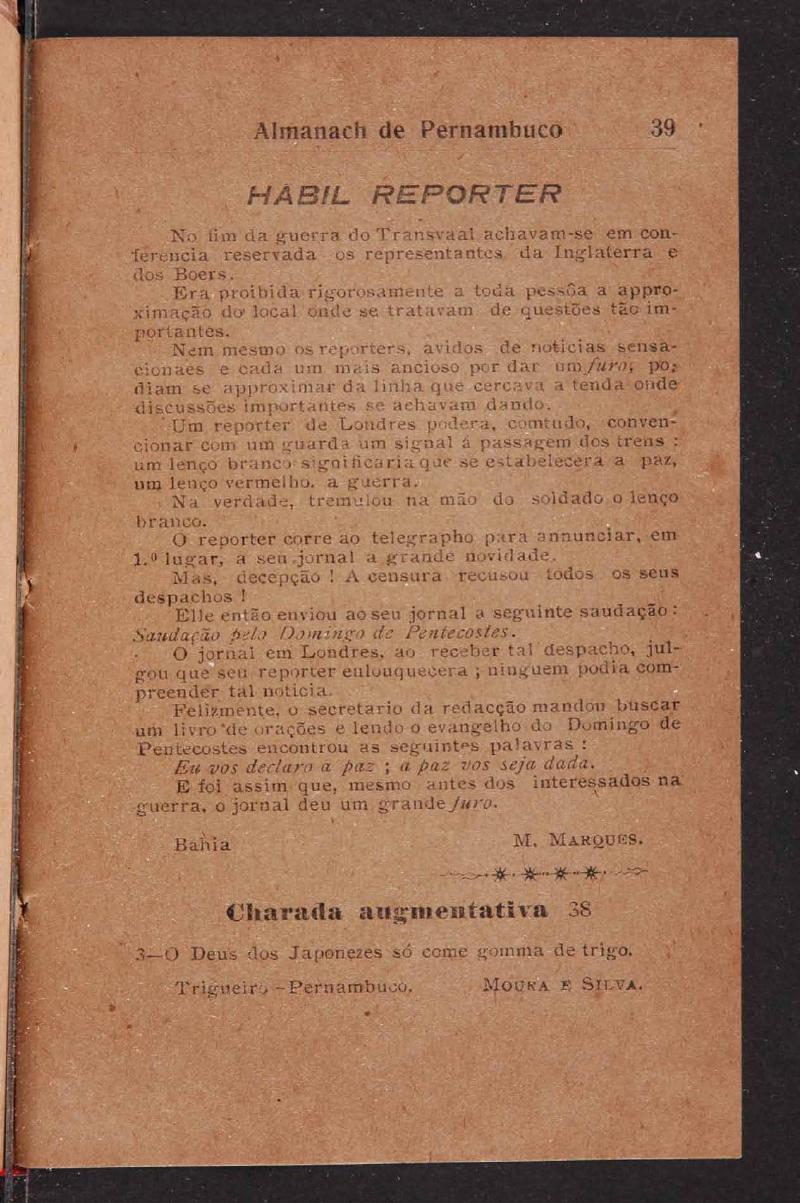 Almanach de Pernambuco 39
HABIL REPORTER
No fim da guerra do Transvaal achavam-se em con-
ferencia reservada os representantes da Inglaterra e
dos Boers.
Era proibida rigorosamente a toda pessôa a appro-
ximação do local onde se tratavam de questões tão im-
portantes.
Nem mesmo os reporters, avidos de noticias sensa-
cionaes e cada um mais ancioso por dar um furo, po-
diam se approximar da linha que cercava a tenda onde
discussões importantes se achavam dando.
Um reporter de Londres podera, comtudo, conven-
cionar com um guarda um signal á passagem dos trens :
um lenço branco significaria que se estabelecera a paz,
um lenço vermelho, a guerra.
Na verdade, tremulou na mão do soldado o lenço
branco.
O reporter corre ao telegrapho para annunciar, em
1.º lugar, a seu jornal a grande novidade.
Mas, decepção ! A censura recusou todos os seus
despachos !
Elle então enviou ao seu jornal a seguinte saudação :
Saudação pelo Domingo de Pentecostes.
O jornal em Londres, ao receber tal despacho, jul-
gou que seu reporter enlouquecera ; ninguem podia com-
preender tal noticia.
Felizmente, o secretario da redacção mandou buscar
um livro de orações e lendo o evangelho do Domingo de
Pentecostes encontrou as seguintes palavras :
Eu vos declaro a paz ; a paz vos seja dada.
E foi assim que, mesmo antes dos interessados na
guerra, o jornal deu um grande furo.
Bahia M. MARQUES.
Charada augmentativa 38
3—O Deus dos Japonezes só come gomma de trigo.
Trigueiro - Pernambuco. MOURA E SILVA.